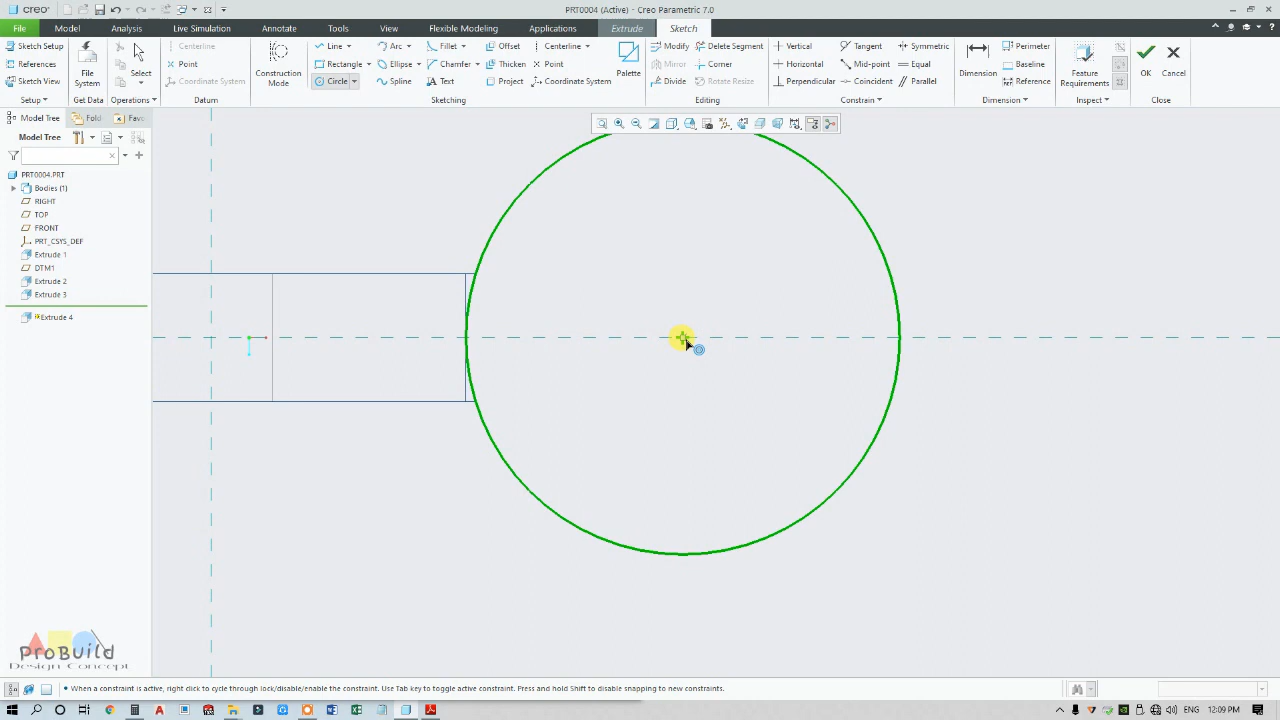 creo
PRT0004 (Active) - Creo Parametric 7.0
File Model Analysis Live Simulation Annotate Tools View Flexible Modeling Applications Extrude Sketch
Sketch Setup
References
Sketch View
Setup
File System
Get Data
Select
Operations
Centerline
Point
Coordinate System
Datum
Construction Mode
Line
Rectangle
Circle
Arc
Ellipse
Spline
Fillet
Chamfer
Text
Offset
Thicken
Project
Centerline
Point
Coordinate System
Palette
Sketching
Modify
Mirror
Divide
Delete Segment
Corner
Rotate Resize
Editing
Vertical
Horizontal
Perpendicular
Tangent
Mid-point
Coincident
Symmetric
Equal
Parallel
Constrain
Dimension
Perimeter
Baseline
Reference
Dimension
Feature Requirements
Inspect
OK
Cancel
Close
Model Tree Fold Favo
Model Tree
PRT0004.PRT
Bodies (1)
RIGHT
TOP
FRONT
PRT_CSYS_DEF
Extrude 1
DTM1
Extrude 2
Extrude 3
Extrude 4
ProBuild
Design Concept
• When a constraint is active, right click to cycle through lock/disable/enable the constraint. Use Tab key to toggle active constraint. Press and hold Shift to disable snapping to new constraints.
ENG 12:09 PM